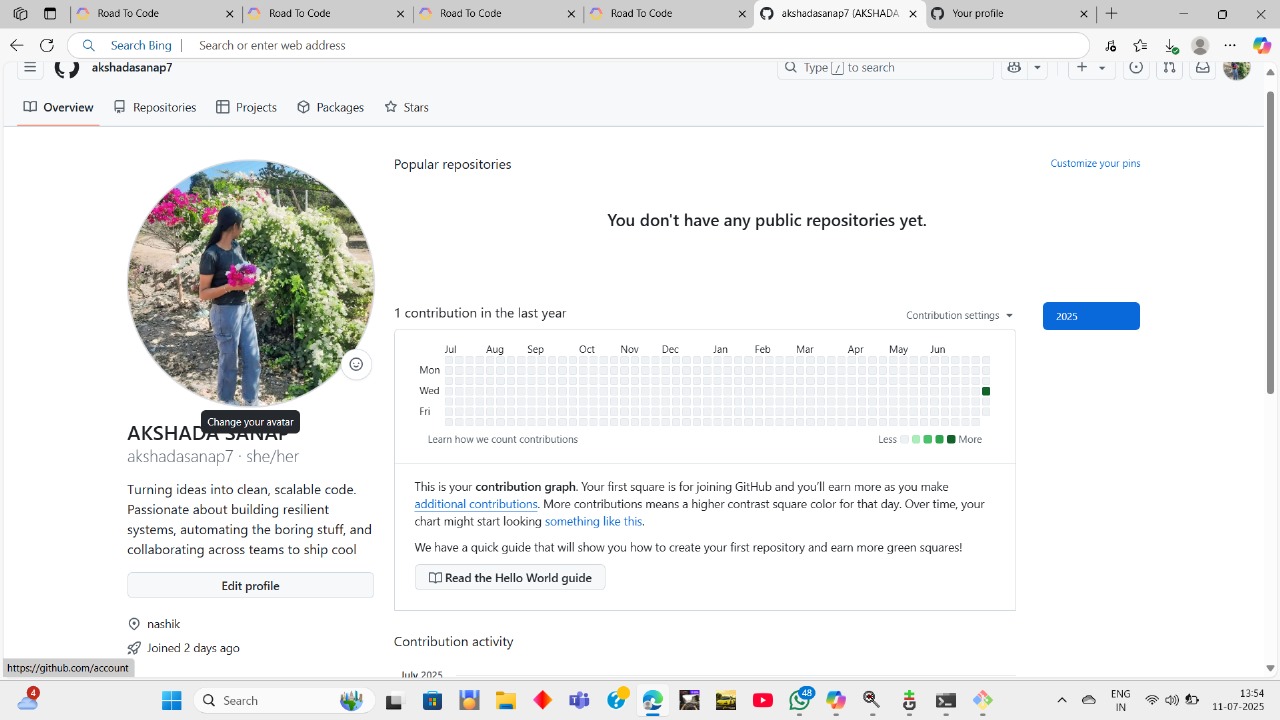 Road To Code
Road To Code
Road To Code
akshadasanap7 (AKSHADA
Your profile
Search Bing
Search or enter web address
akshadasanap7
Type / to search
Overview
Repositories
Projects
Packages
Stars
Popular repositories
Customize your pins
You don't have any public repositories yet.
1 contribution in the last year
Contribution settings
2025
Jul Aug Sep Oct Nov Dec Jan Feb Mar Apr May Jun
Mon
Wed
Fri
Learn how we count contributions
Less
More
This is your contribution graph. Your first square is for joining GitHub and you'll earn more as you make
additional contributions. More contributions means a higher contrast square color for that day. Over time, your
chart might start looking something like this.
We have a quick guide that will show you how to create your first repository and earn more green squares!
Read the Hello World guide
Contribution activity
July 2025
Change your avatar
AKSHADA SANAP
akshadasanap7 · she/her
Turning ideas into clean, scalable code.
Passionate about building resilient
systems, automating the boring stuff, and
collaborating across teams to ship cool
Edit profile
nashik
Joined 2 days ago
https://github.com/account
4
Search
48
ENG
IN
13:54
11-07-2025